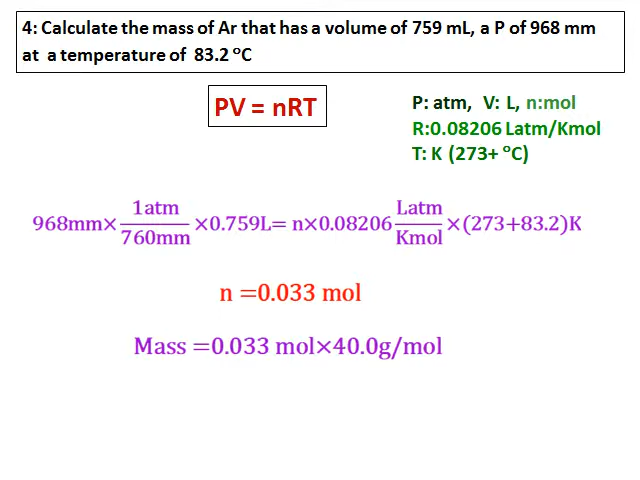 4: Calculate the mass of Ar that has a volume of 759 mL, a P of 968 mm
at a temperature of 83.2 ⁰C
PV = nRT
P: atm, V: L, n:mol
R:0.08206 Latm/Kmol
T: K (273+ ⁰C)
968mm× 1atm/760mm ×0.759L= n×0.08206 Latm/Kmol ×(273+83.2)K
n =0.033 mol
Mass =0.033 mol×40.0g/mol